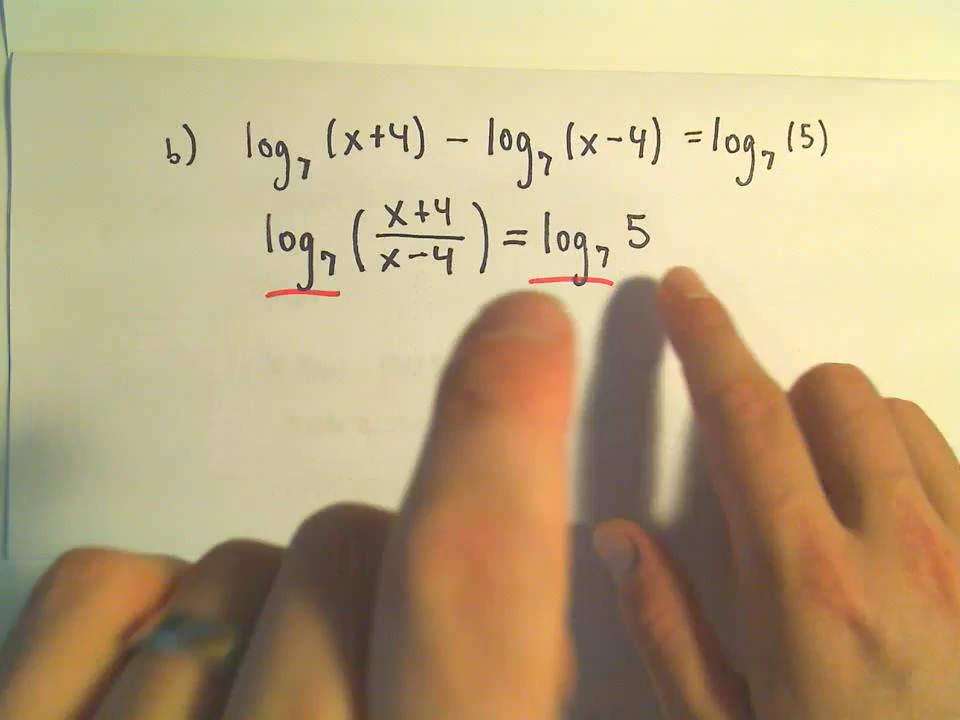 b) log₇ (x+4) - log₇ (x-4) = log₇ (5)
log₇ (x+4 / x-4) = log₇ 5